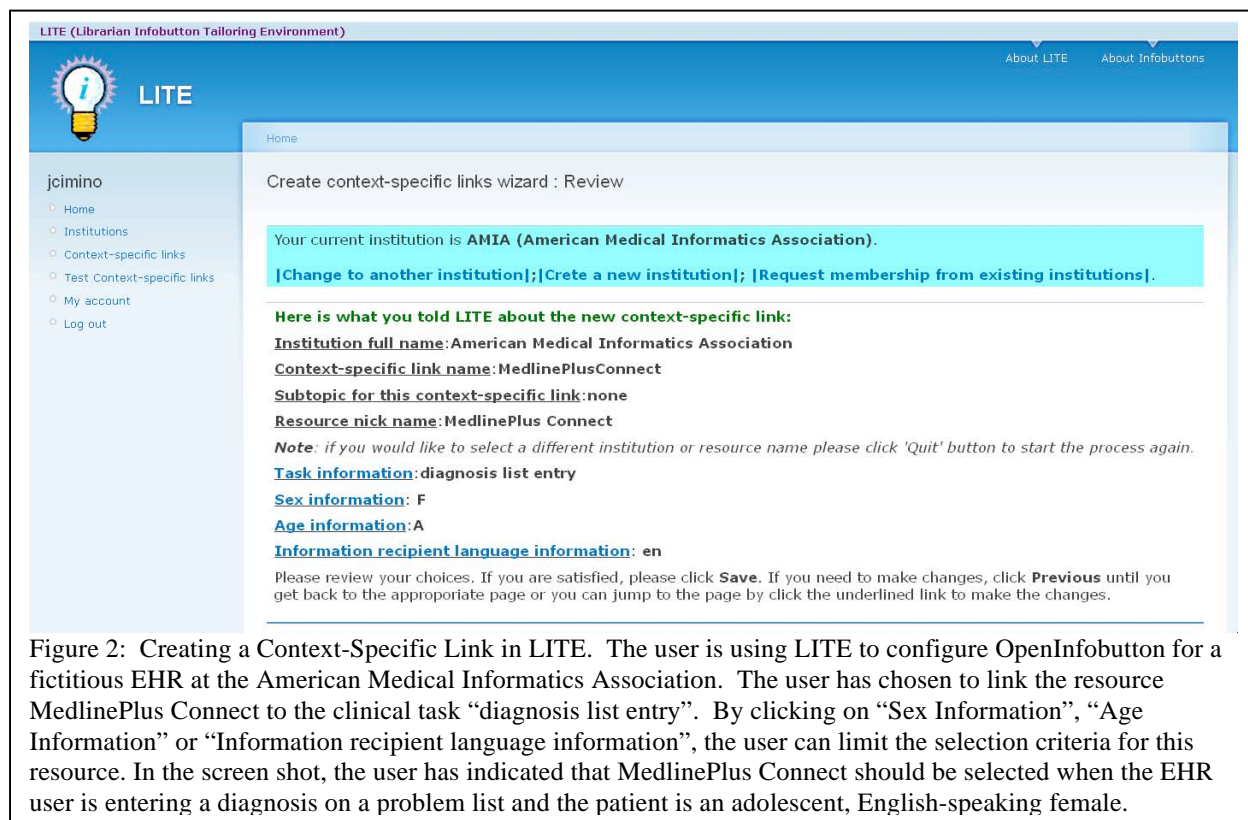 LITE (Librarian Infobutton Tailoring Environment)
About LITE About Infobuttons
LITE
Home
jcimino
Home
Institutions
Context-specific links
Test Context-specific links
My account
Log out
Create context-specific links wizard : Review
Your current institution is AMIA (American Medical Informatics Association).
|Change to another institution|;|Crete a new institution|; |Request membership from existing institutions|.
Here is what you told LITE about the new context-specific link:
Institution full name:American Medical Informatics Association
Context-specific link name:MedlinePlusConnect
Subtopic for this context-specific link:none
Resource nick name:MedlinePlus Connect
Note: if you would like to select a different institution or resource name please click 'Quit' button to start the process again.
Task information:diagnosis list entry
Sex information: F
Age information:A
Information recipient language information: en
Please review your choices. If you are satisfied, please click Save. If you need to make changes, click Previous until you
get back to the approporiate page or you can jump to the page by click the underlined link to make the changes.
Figure 2: Creating a Context-Specific Link in LITE. The user is using LITE to configure OpenInfobutton for a
fictitious EHR at the American Medical Informatics Association. The user has chosen to link the resource
MedlinePlus Connect to the clinical task “diagnosis list entry”. By clicking on “Sex Information”, “Age
Information” or “Information recipient language information”, the user can limit the selection criteria for this
resource. In the screen shot, the user has indicated that MedlinePlus Connect should be selected when the EHR
user is entering a diagnosis on a problem list and the patient is an adolescent, English-speaking female.